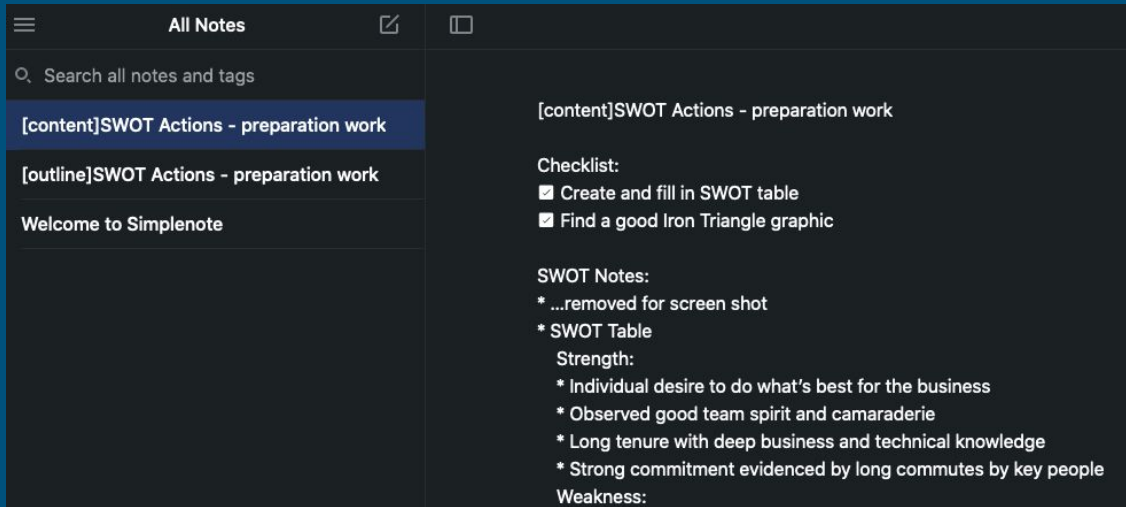 All Notes
Search all notes and tags
[content]SWOT Actions - preparation work
[outline]SWOT Actions - preparation work
Welcome to Simplenote
[content]SWOT Actions - preparation work
Checklist:
Create and fill in SWOT table
Find a good Iron Triangle graphic
SWOT Notes:
* ...removed for screen shot
* SWOT Table
Strength:
* Individual desire to do what's best for the business
* Observed good team spirit and camaraderie
* Long tenure with deep business and technical knowledge
* Strong commitment evidenced by long commutes by key people
Weakness: